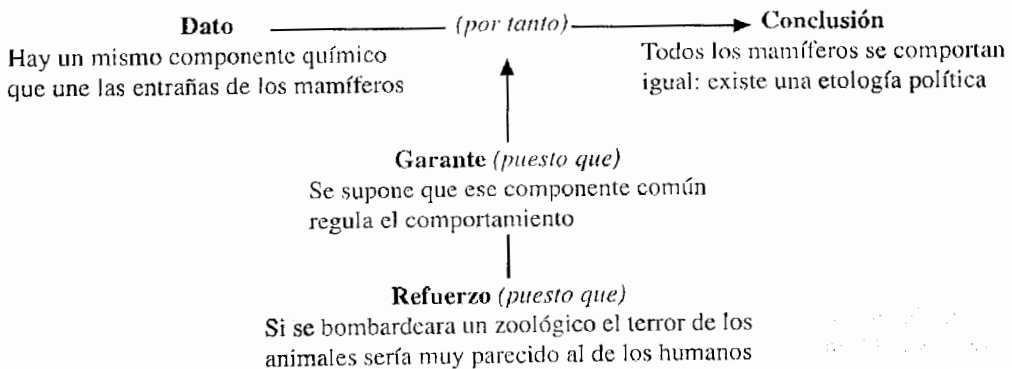 Dato (por tanto) Conclusión
Hay un mismo componente químico
que une las entrañas de los mamíferos
Todos los mamíferos se comportan
igual: existe una etología política
Garante (puesto que)
Se supone que ese componente común
regula el comportamiento
Refuerzo (puesto que)
Si se bombardeara un zoológico el terror de los
animales sería muy parecido al de los humanos